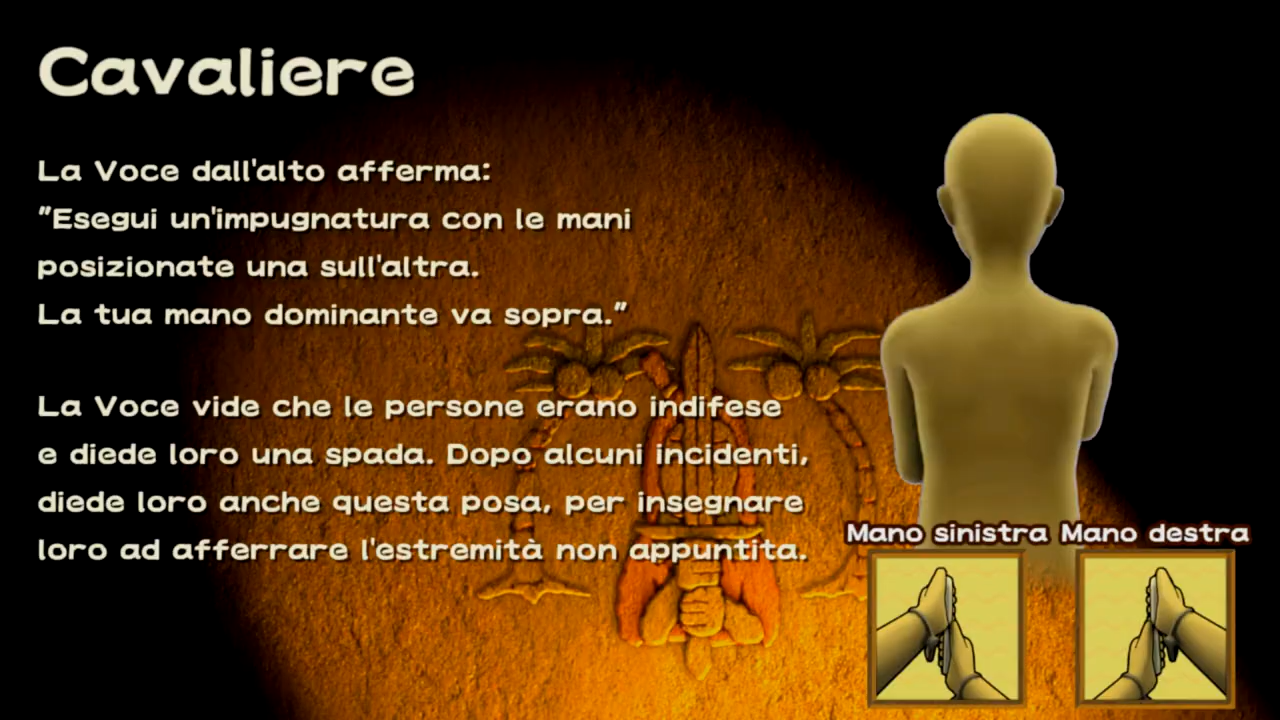 Cavaliere
La Voce dall'alto afferma:
"Esegui un'impugnatura con le mani
posizionate una sull'altra.
La tua mano dominante va sopra."
La Voce vide che le persone erano indifese
e diede loro una spada. Dopo alcuni incidenti,
diede loro anche questa posa, per insegnare
loro ad afferrare l'estremità non appuntita.
Mano sinistra Mano destra